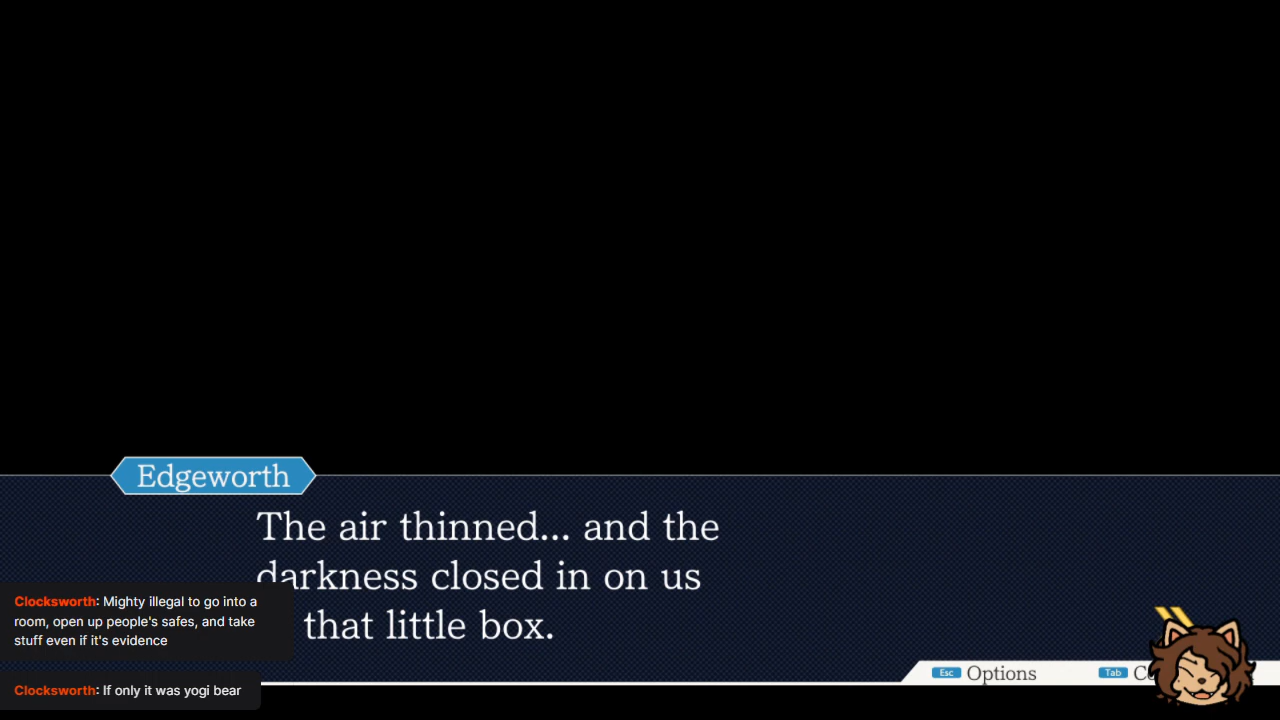 Edgeworth
The air thinned... and the
darkness closed in on us
that little box.
Clocksworth: Mighty illegal to go into a
room, open up people's safes, and take
stuff even if it's evidence
Clocksworth: If only it was yogi bear
Esc Options
Tab